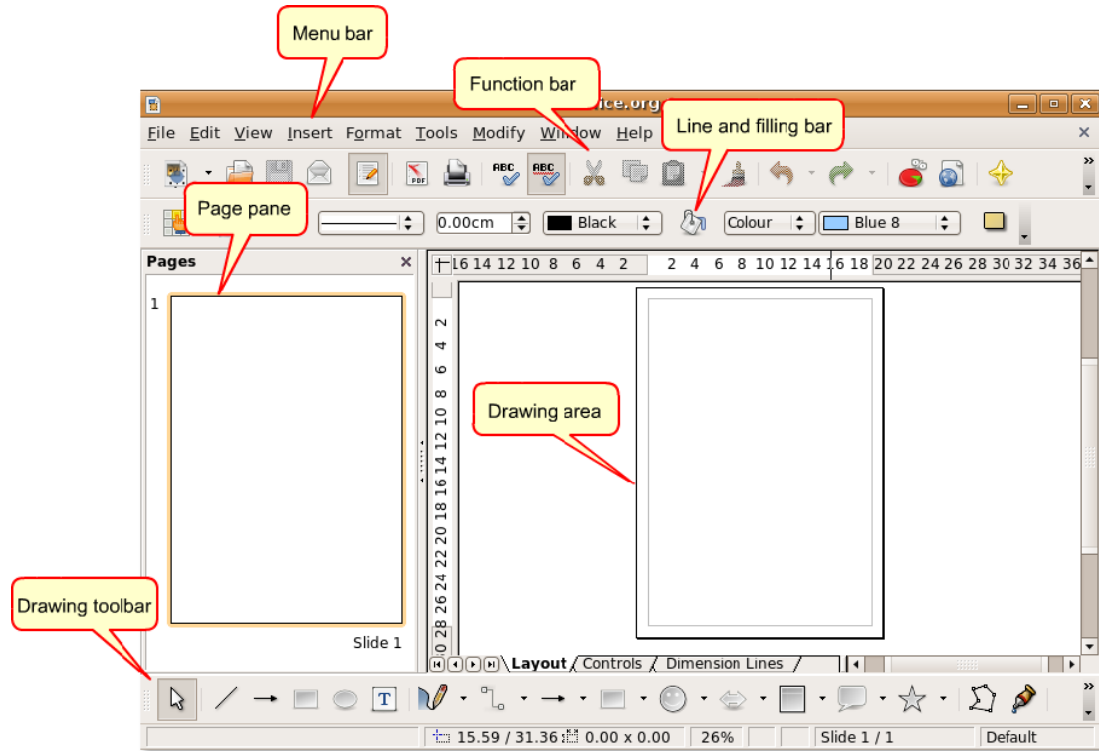 Menu bar
Function bar
ice.org
File Edit View Insert Format Tools Modify Window Help
Line and filling bar
PDF ABC ABC
Page pane
0.00cm Black Colour Blue 8
Pages
16 14 12 10 8 6 4 2 2 4 6 8 10 12 14 16 18 20 22 24 26 28 30 32 34 36
1
2
4
6
8
10
12
14
16
18
20
22
24
26
28
Drawing area
Drawing toolbar
Slide 1
Layout Controls Dimension Lines
T
15.59 / 31.36 0.00 x 0.00 26% Slide 1 / 1 Default